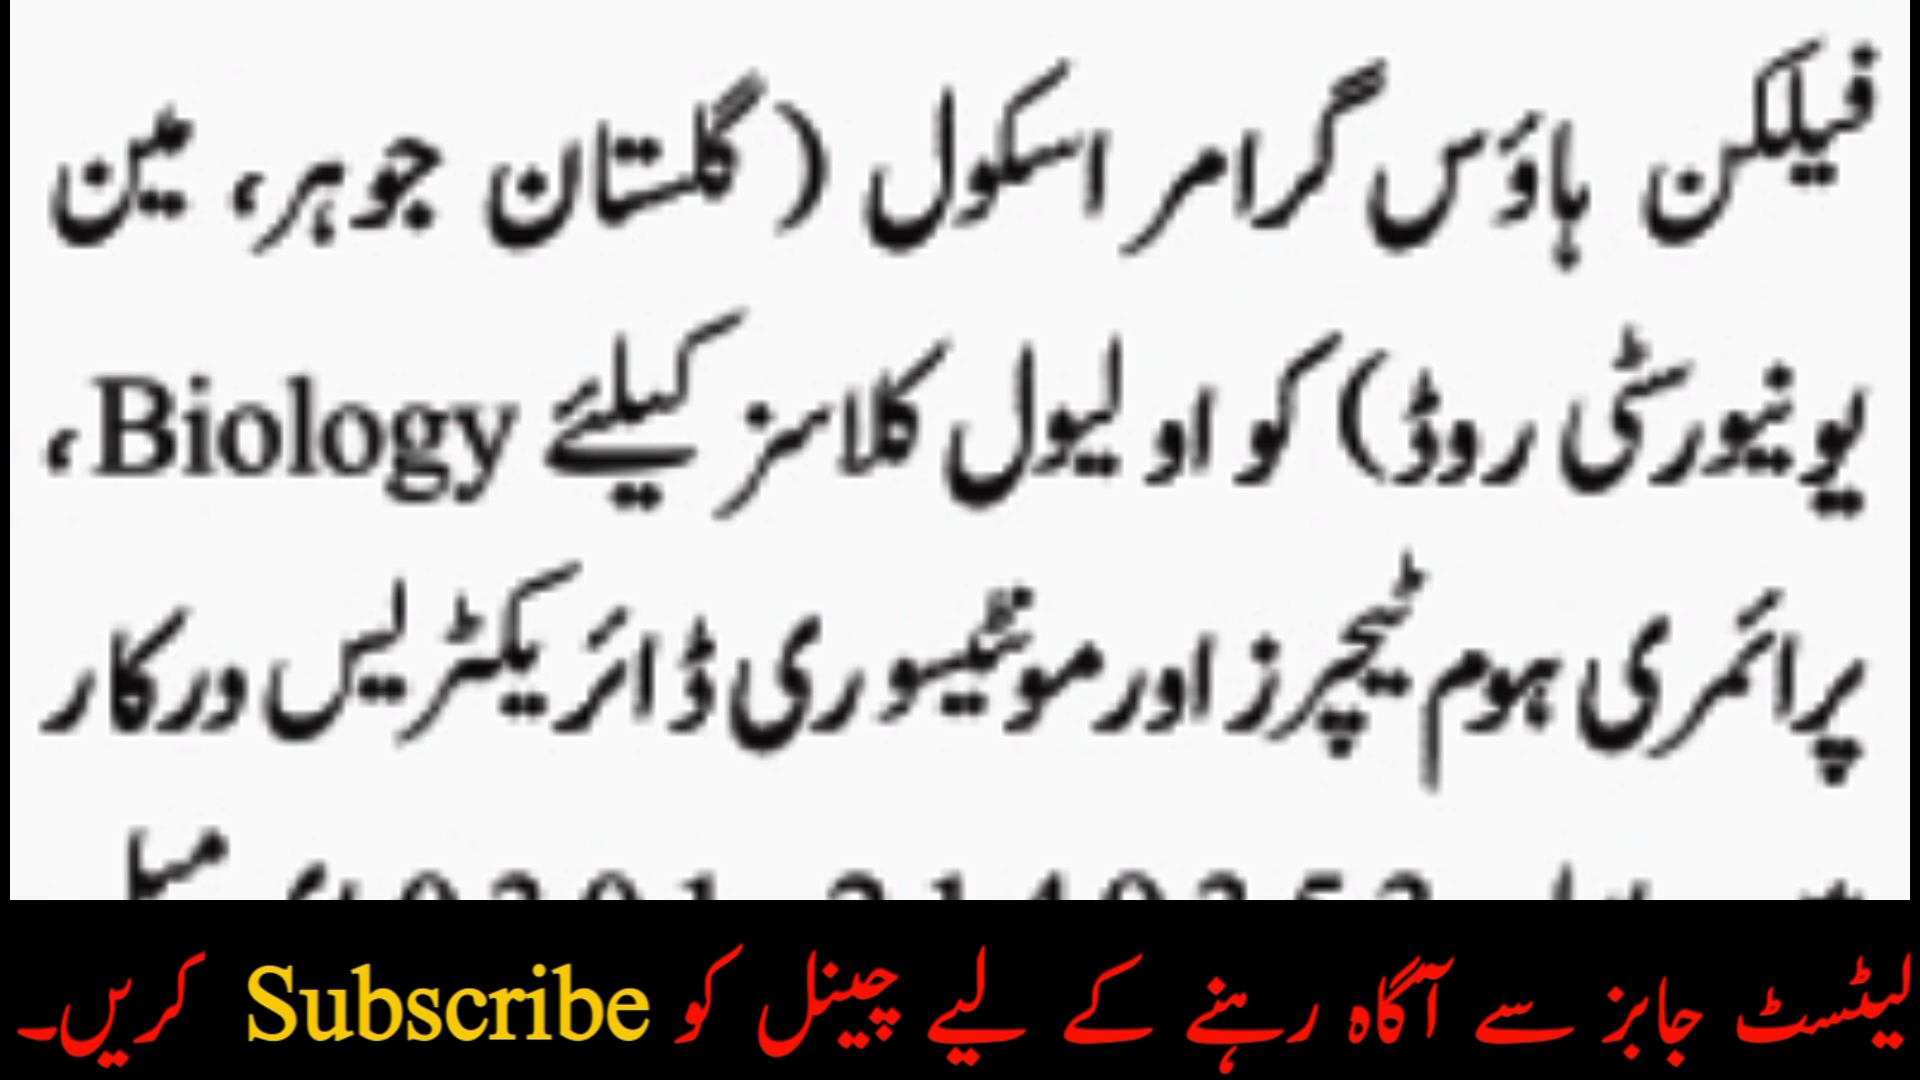 فیلکن ہاؤس گرامر اسکول (گلستان جوہر، مین
یونیورسٹی روڈ) کو او لیول کلاسز کیلئے Biology،
پرائمری ہوم ٹیچرز اور موٹیسوری ڈائریکٹریس درکار
لیٹسٹ جابز سے آگاہ رہنے کے لیے چینل کو Subscribe کریں۔